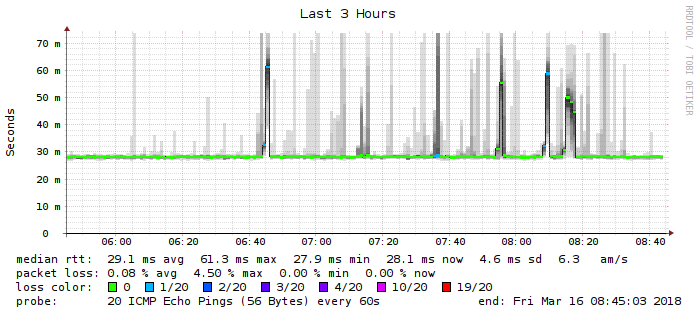 Last 3 Hours
RRDTOOL / TOBI OETIKER
Seconds
70 m
60 m
50 m
40 m
30 m
20 m
10 m
0
06:00 06:20 06:40 07:00 07:20 07:40 08:00 08:20 08:40
median rtt: 29.1 ms avg 61.3 ms max 27.9 ms min 28.1 ms now 4.6 ms sd 6.3 am/s
packet loss: 0.08 % avg 4.50 % max 0.00 % min 0.00 % now
loss color: 0 1/20 2/20 3/20 4/20 10/20 19/20
probe: 20 ICMP Echo Pings (56 Bytes) every 60s end: Fri Mar 16 08:45:03 2018